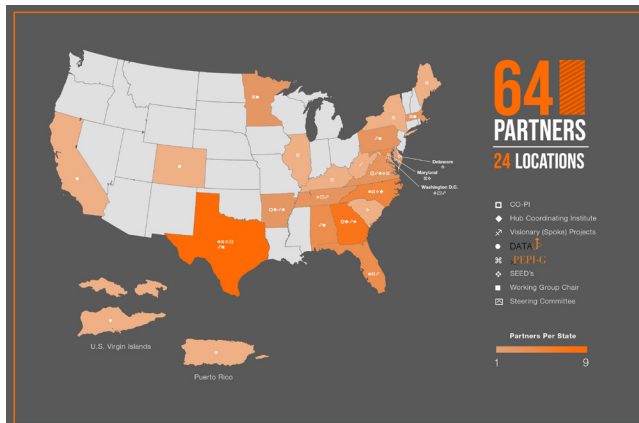 64
PARTNERS
24 LOCATIONS
Delaware
Maryland
Washington D.C.
CO-PI
Hub Coordinating Institute
Visionary (Spoke) Projects
DATA
PEPI-G
SEED's
Working Group Chair
Steering Committee
Partners Per State
1 9
U.S. Virgin Islands
Puerto Rico